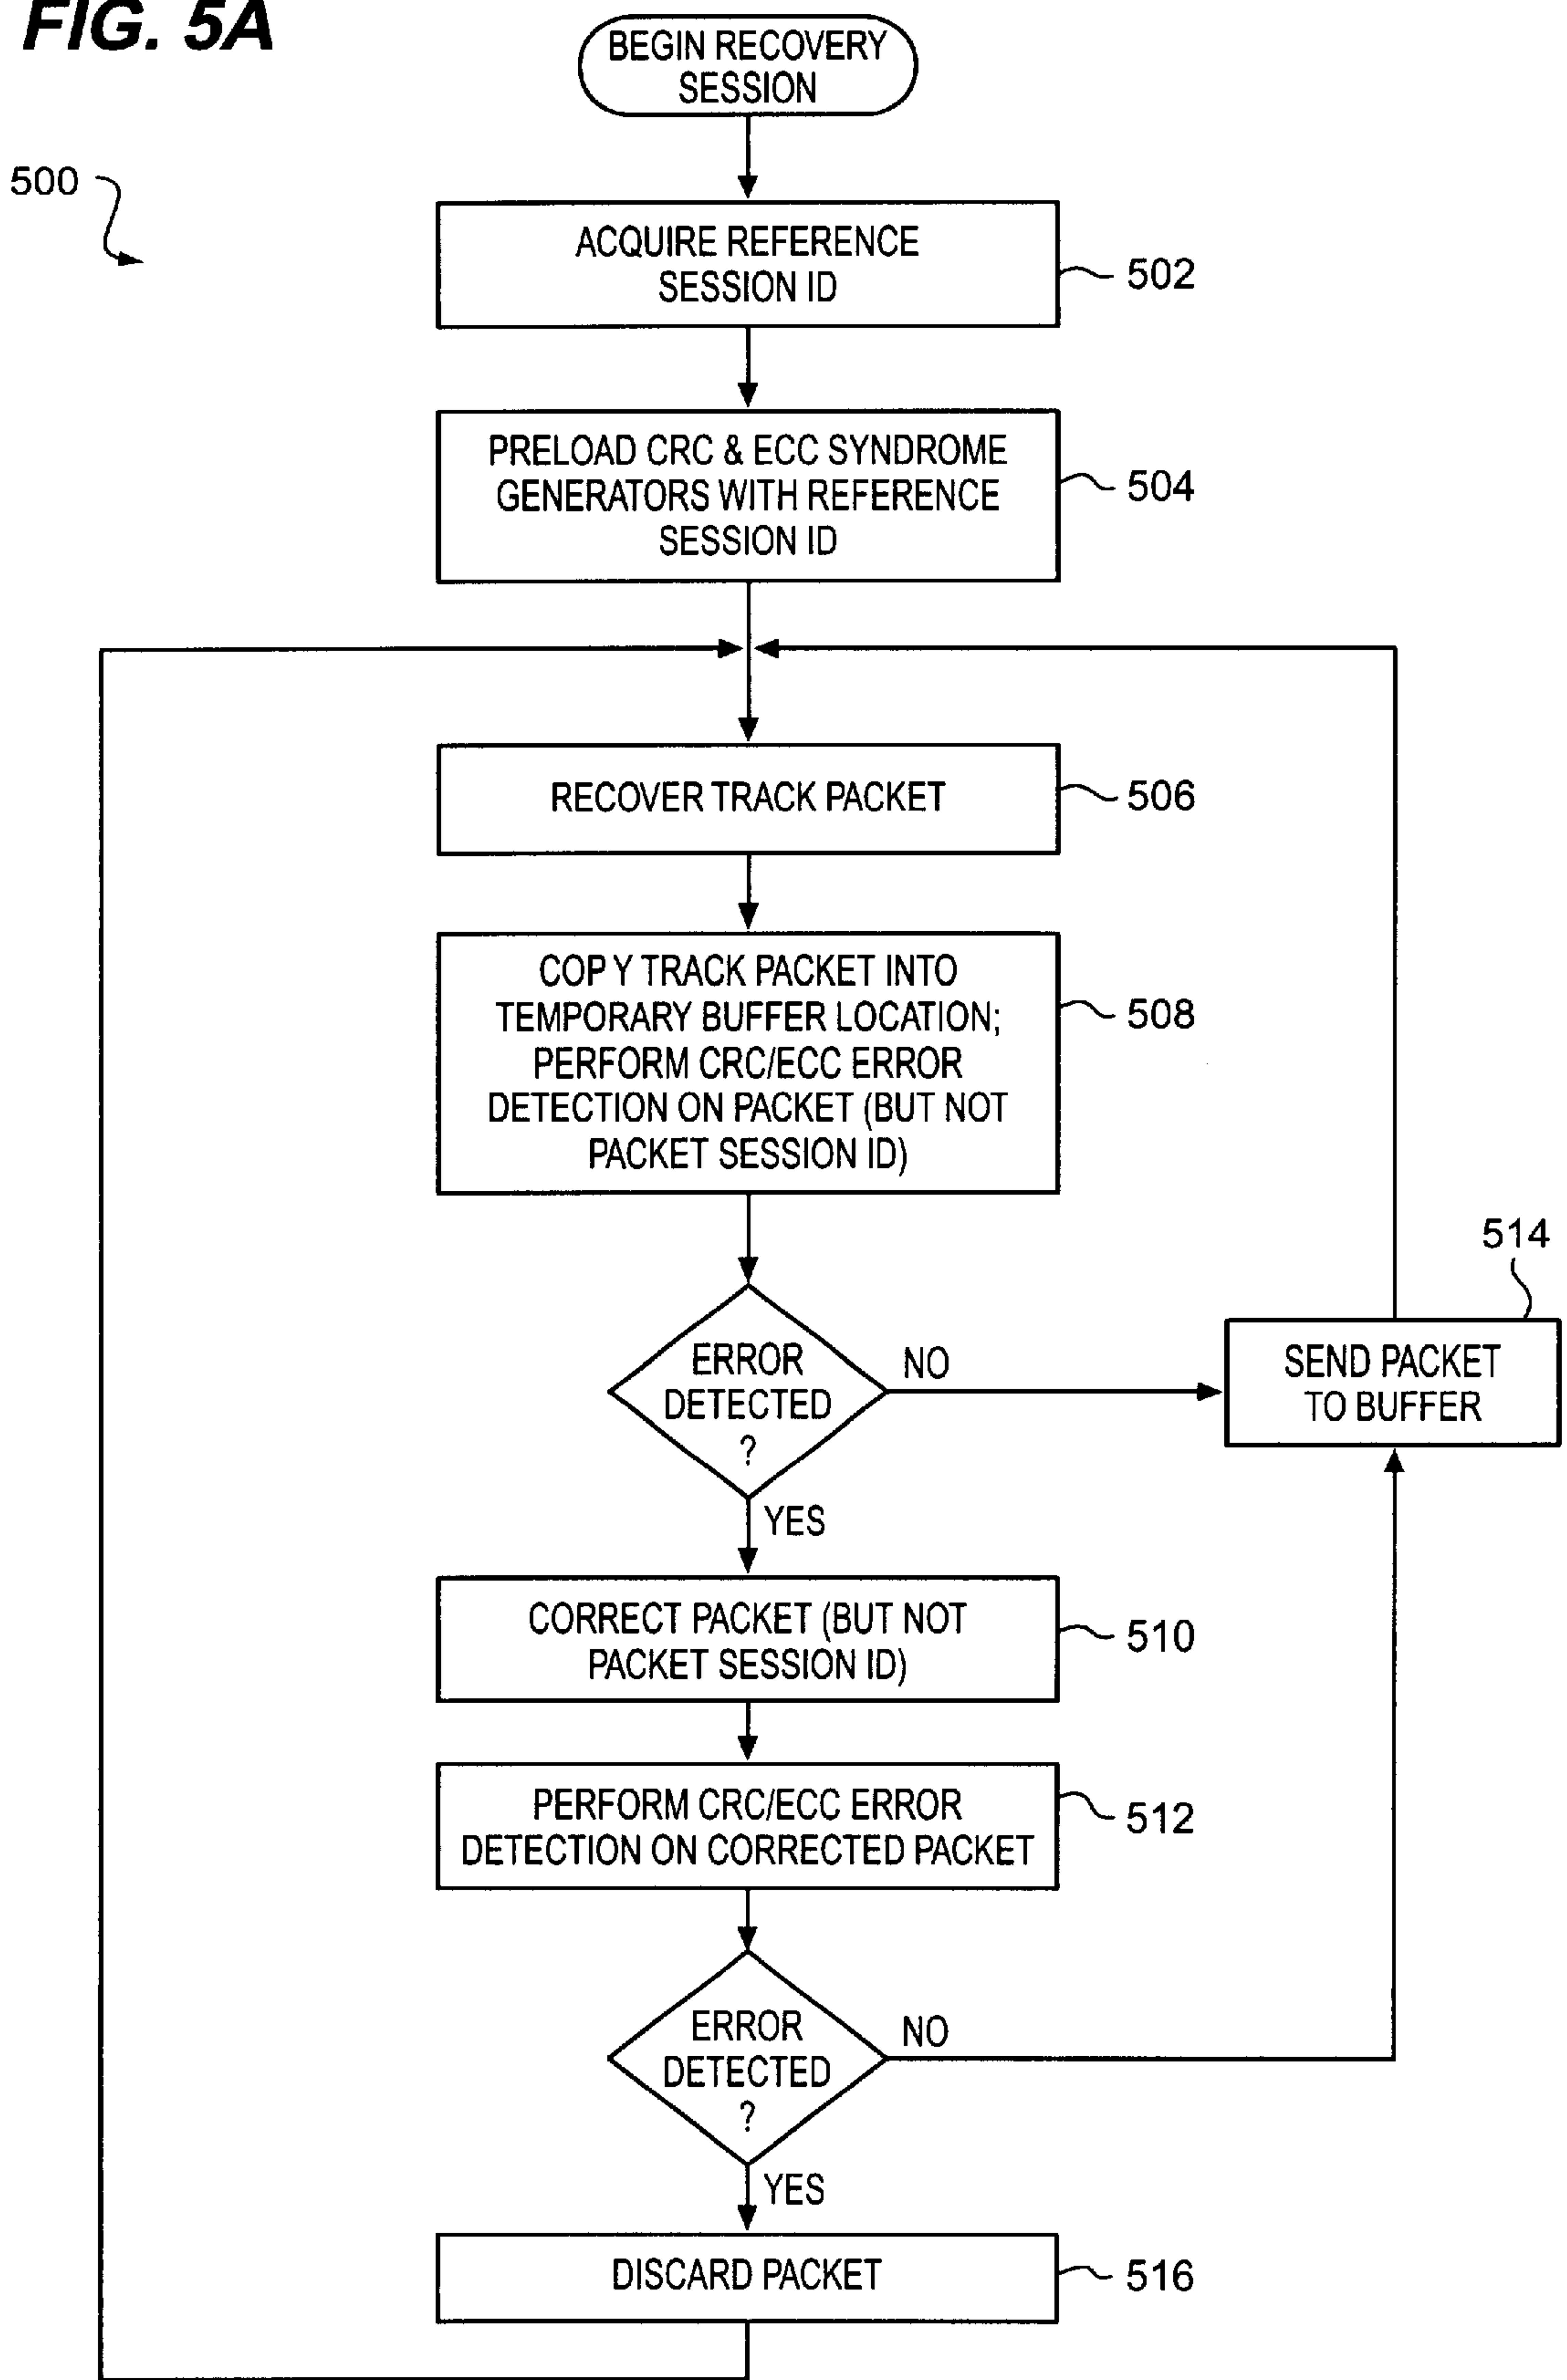 FIG. 5A
BEGIN RECOVERY
SESSION
500
ACQUIRE REFERENCE
SESSION ID
502
PRELOAD CRC & ECC SYNDROME
GENERATORS WITH REFERENCE
SESSION ID
504
RECOVER TRACK PACKET
506
COPY TRACK PACKET INTO
TEMPORARY BUFFER LOCATION;
PERFORM CRC/ECC ERROR
DETECTION ON PACKET (BUT NOT
PACKET SESSION ID)
508
ERROR
DETECTED
?
NO
YES
514
SEND PACKET
TO BUFFER
CORRECT PACKET (BUT NOT
PACKET SESSION ID)
510
PERFORM CRC/ECC ERROR
DETECTION ON CORRECTED PACKET
512
ERROR
DETECTED
?
NO
YES
DISCARD PACKET
516